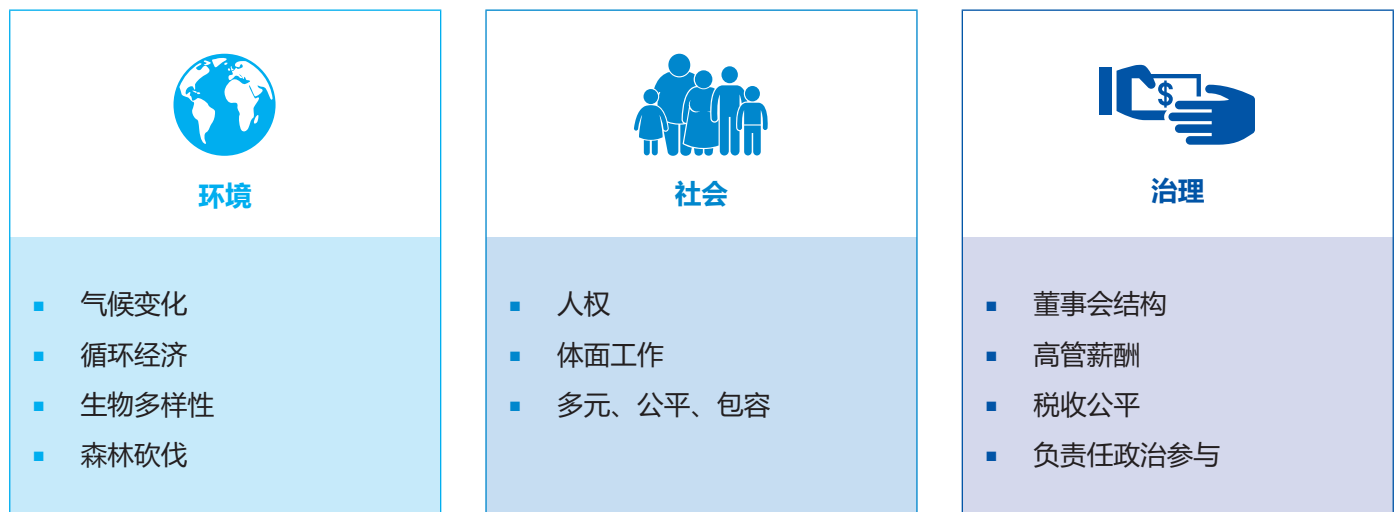 环境
气候变化
循环经济
生物多样性
森林砍伐
社会
人权
体面工作
多元、公平、包容
$
治理
董事会结构
高管薪酬
税收公平
负责任政治参与